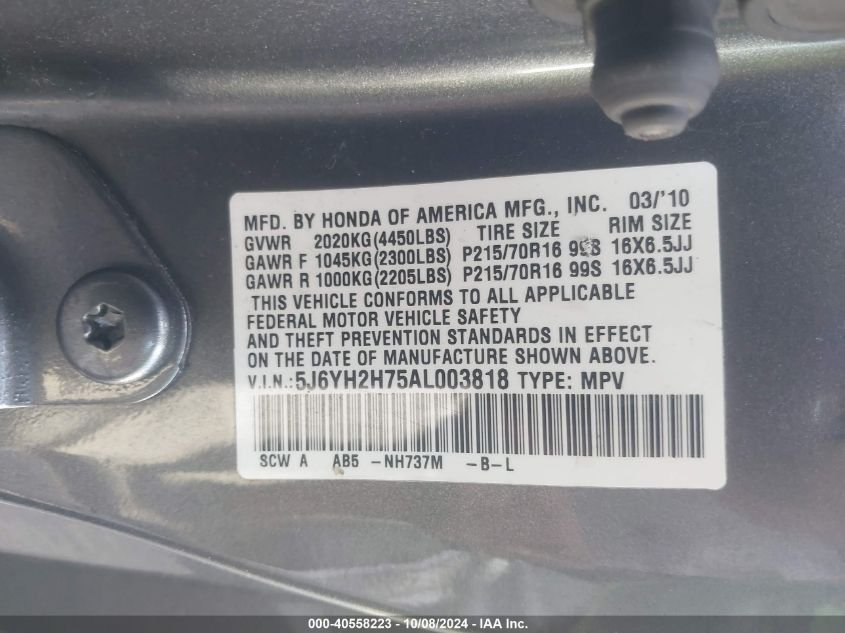 MFD. BY HONDA OF AMERICA MFG., INC. 03/'10
GVWR 2020KG(4450LBS) TIRE SIZE RIM SIZE
GAWR F 1045KG(2300LBS) P215/70R16 99S 16X6.5JJ
GAWR R 1000KG(2205LBS) P215/70R16 99S 16X6.5JJ
THIS VEHICLE CONFORMS TO ALL APPLICABLE
FEDERAL MOTOR VEHICLE SAFETY
AND THEFT PREVENTION STANDARDS IN EFFECT
ON THE DATE OF MANUFACTURE SHOWN ABOVE.
V.I.N.:5J6YH2H75AL003818 TYPE: MPV
SCW A AB5 -NH737M -B-L
000-40558223 - 10/08/2024 - IAA Inc.